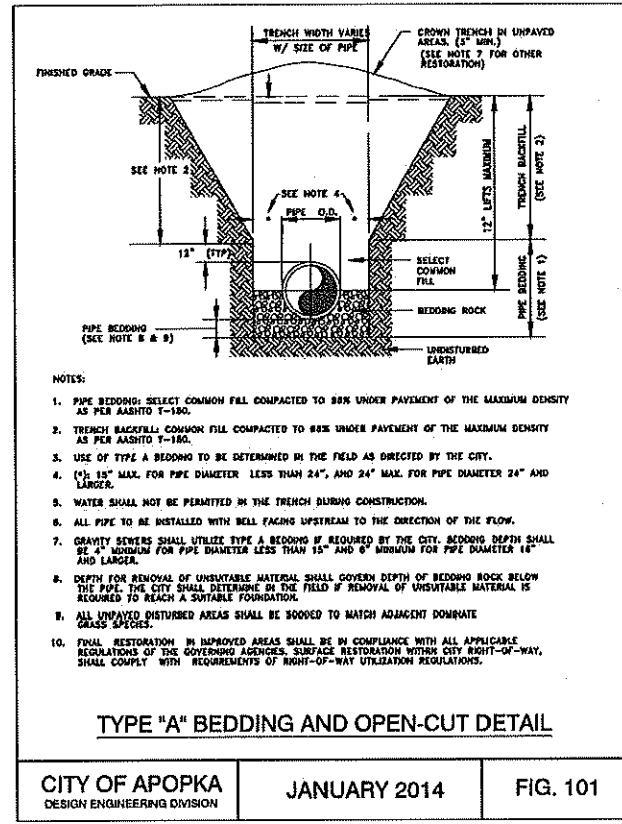 TRENCH WIDTH VARIES
W/ SIZE OF PIPE
CROWN TRENCH IN UNPAVED
AREAS, (3" MIN.)
(SEE NOTE 7 FOR OTHER
RESTORATION)
FINISHED GRADE
SEE NOTE 2
SEE NOTE 4
* *
PIPE O.D.
12" (TYP)
12" LIFTS MAXIMUM
TRENCH BACKFILL
(SEE NOTE 2)
SELECT
COMMON
FILL
PIPE BEDDING
(SEE NOTE 1)
BEDDING ROCK
PIPE BEDDING
(SEE NOTE 8 & 9)
UNDISTURBED
EARTH
NOTES:
1. PIPE BEDDING: SELECT COMMON FILL COMPACTED TO 98% UNDER PAVEMENT OF THE MAXIMUM DENSITY
AS PER AASHTO T-180.
2. TRENCH BACKFILL: COMMON FILL COMPACTED TO 98% UNDER PAVEMENT OF THE MAXIMUM DENSITY
AS PER AASHTO T-180.
3. USE OF TYPE A BEDDING TO BE DETERMINED IN THE FIELD AS DIRECTED BY THE CITY.
4. (*): 15" MAX. FOR PIPE DIAMETER LESS THAN 24", AND 24" MAX. FOR PIPE DIAMETER 24" AND
LARGER.
5. WATER SHALL NOT BE PERMITTED IN THE TRENCH DURING CONSTRUCTION.
6. ALL PIPE TO BE INSTALLED WITH BELL FACING UPSTREAM TO THE DIRECTION OF THE FLOW.
7. GRAVITY SEWERS SHALL UTILIZE TYPE A BEDDING IF REQUIRED BY THE CITY. BEDDING DEPTH SHALL
BE 4" MINIMUM FOR PIPE DIAMETER LESS THAN 15" AND 6" MINIMUM FOR PIPE DIAMETER 16"
AND LARGER.
8. DEPTH FOR REMOVAL OF UNSUITABLE MATERIAL SHALL GOVERN DEPTH OF BEDDING ROCK BELOW
THE PIPE. THE CITY SHALL DETERMINE IN THE FIELD IF REMOVAL OF UNSUITABLE MATERIAL IS
REQUIRED TO REACH A SUITABLE FOUNDATION.
9. ALL UNPAVED DISTURBED AREAS SHALL BE SODDED TO MATCH ADJACENT DOMINATE
GRASS SPECIES.
10. FINAL RESTORATION IN IMPROVED AREAS SHALL BE IN COMPLIANCE WITH ALL APPLICABLE
REGULATIONS OF THE GOVERNING AGENCIES. SURFACE RESTORATION WITHIN CITY RIGHT-OF-WAY,
SHALL COMPLY WITH REQUIREMENTS OF RIGHT-OF-WAY UTILIZATION REGULATIONS.
TYPE "A" BEDDING AND OPEN-CUT DETAIL
CITY OF APOPKA
DESIGN ENGINEERING DIVISION
JANUARY 2014
FIG. 101